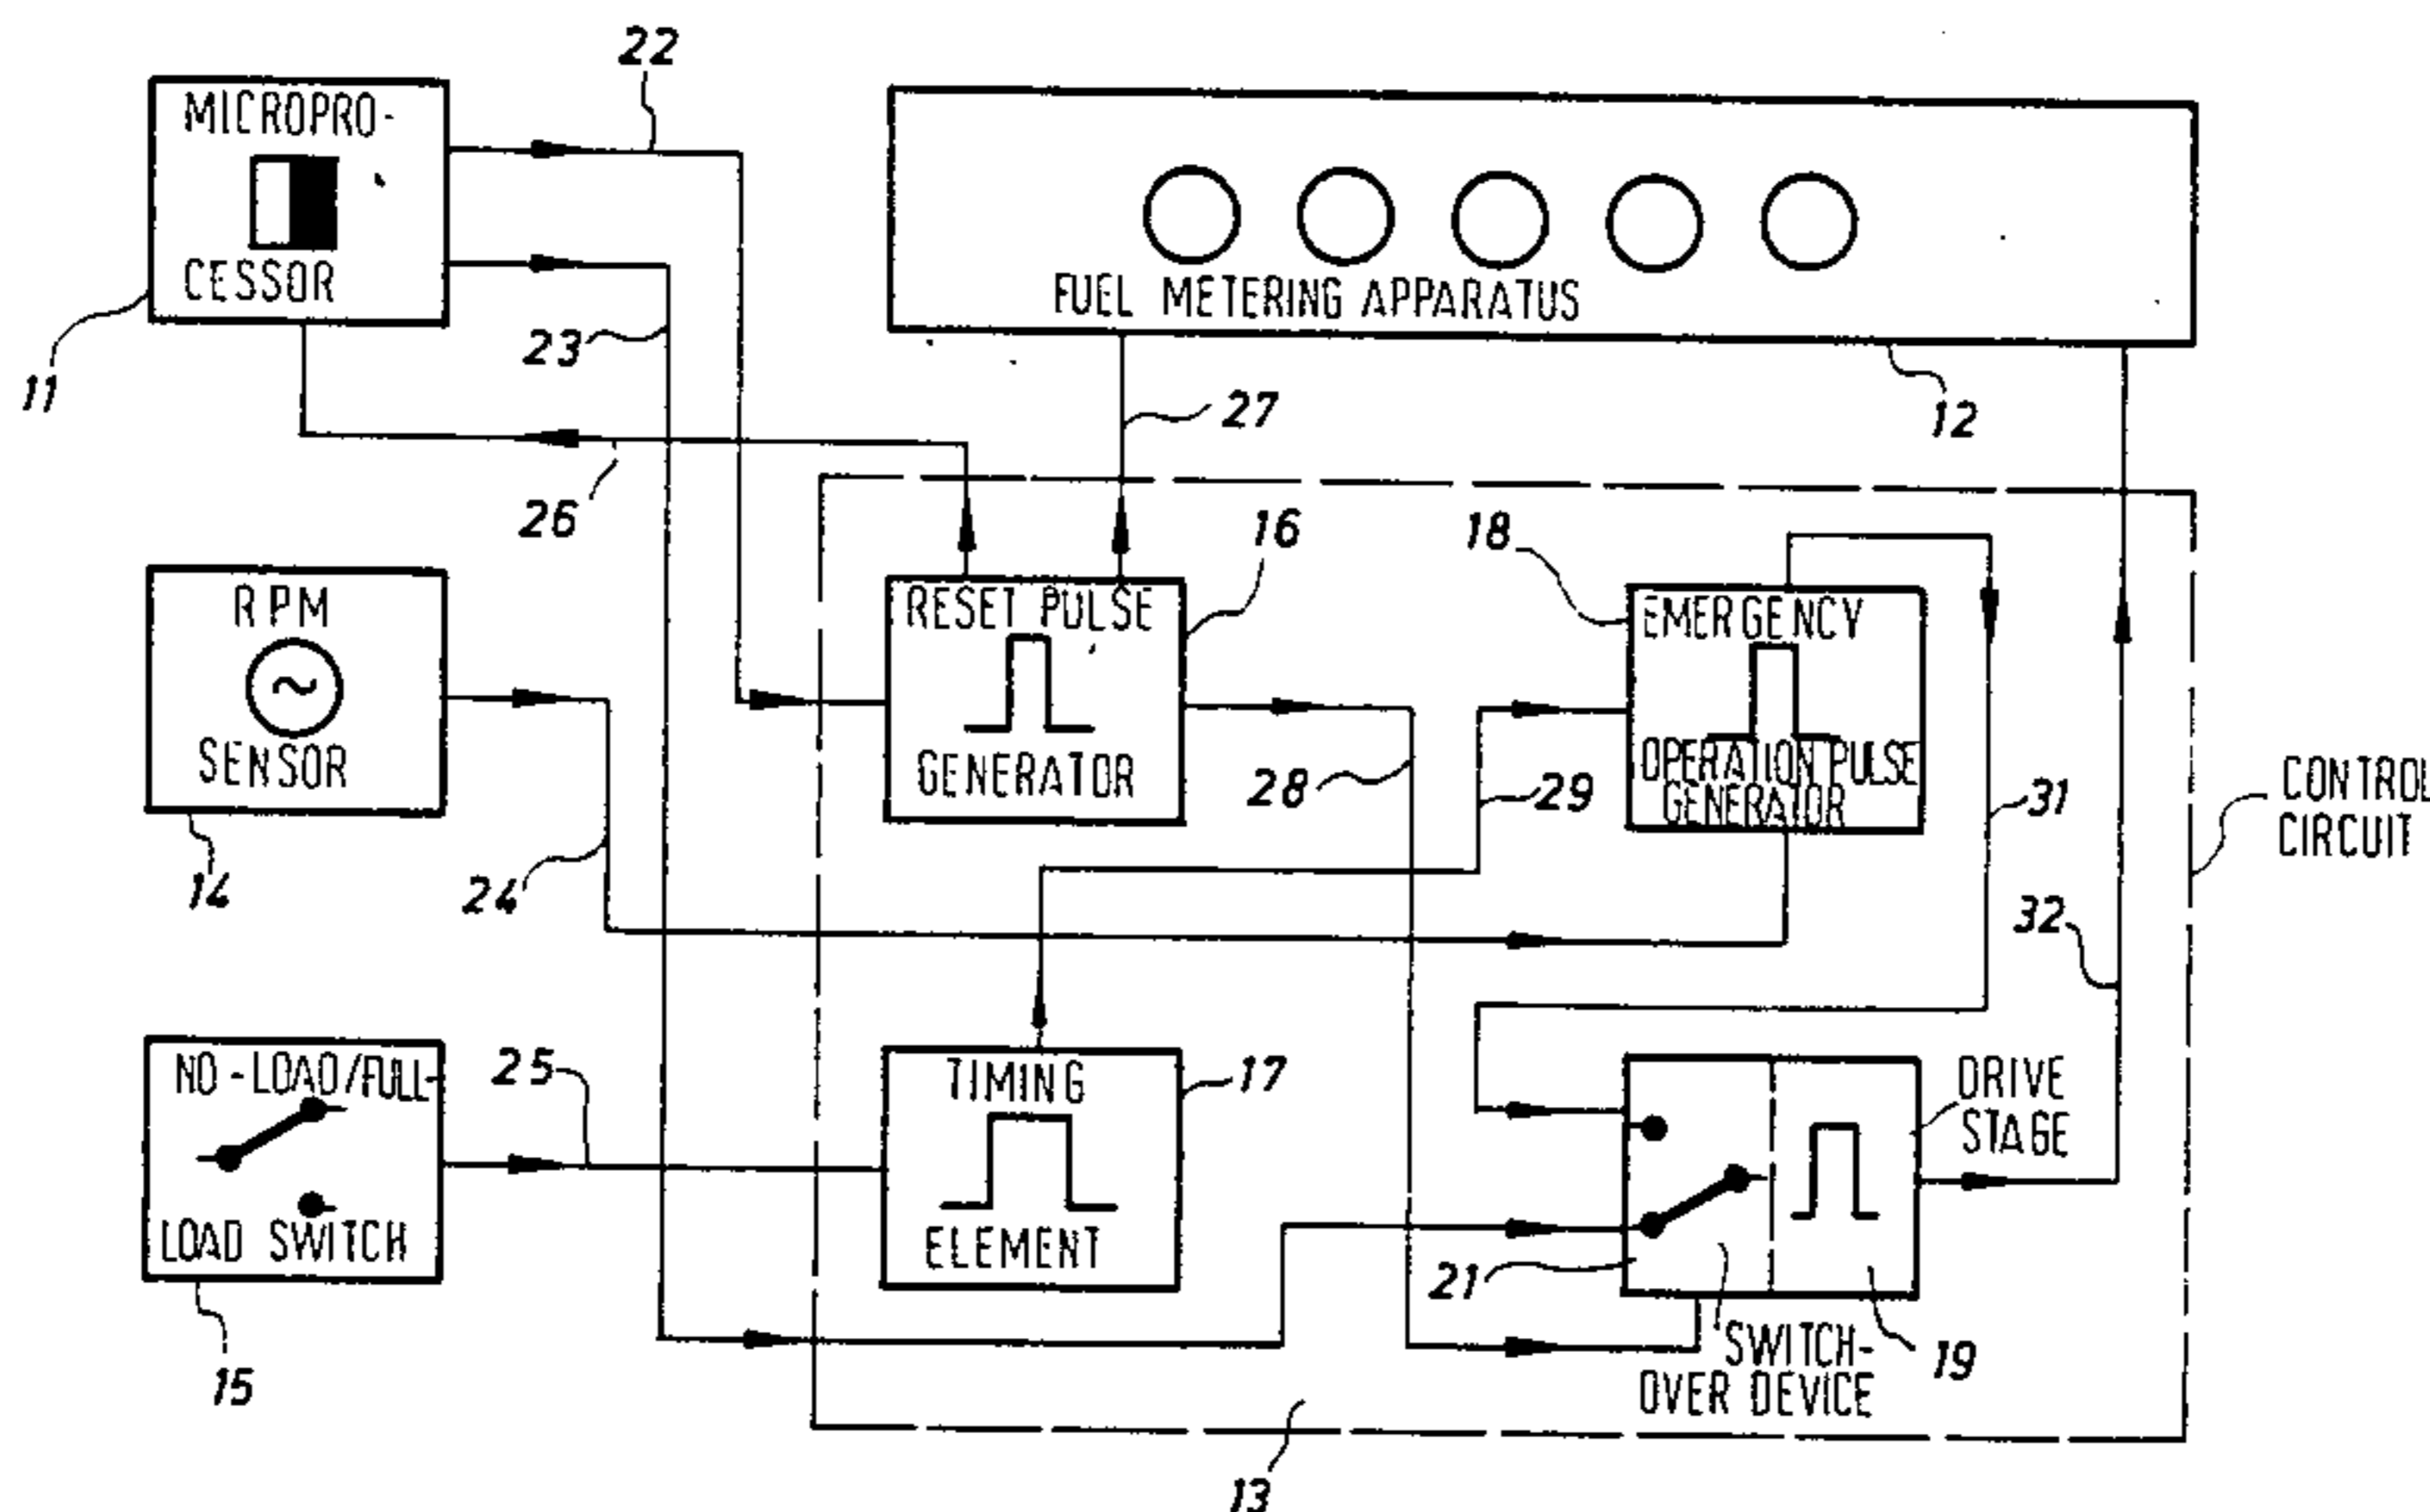 22
MICROPRO-
CESSOR
11
23
FUEL METERING APPARATUS
12
27
26
16
18
RPM
SENSOR
14
24
RESET PULSE
GENERATOR
28
29
EMERGENCY
OPERATION PULSE
GENERATOR
31
CONTROL
CIRCUIT
32
NO-LOAD/FULL-
LOAD SWITCH
15
25
TIMING
ELEMENT
17
DRIVE
STAGE
21
SWITCH-
OVER DEVICE
19
13